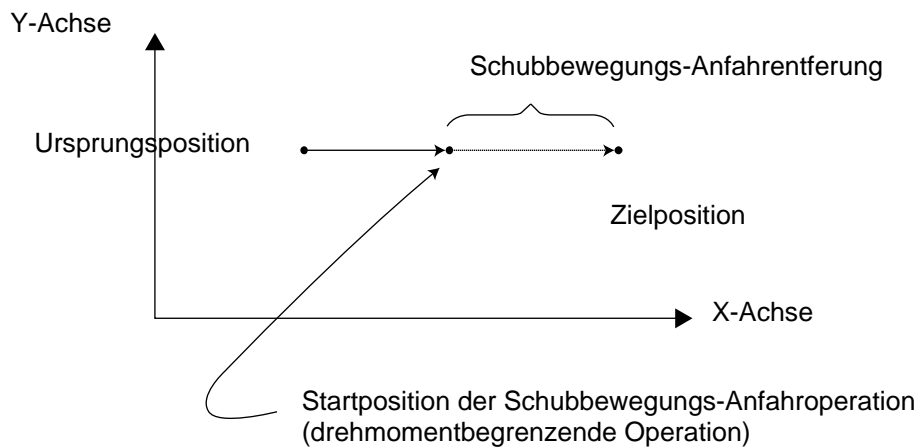 Y-Achse
Schubbewegungs-Anfahrentferung
Ursprungsposition
Zielposition
X-Achse
Startposition der Schubbewegungs-Anfahroperation
(drehmomentbegrenzende Operation)